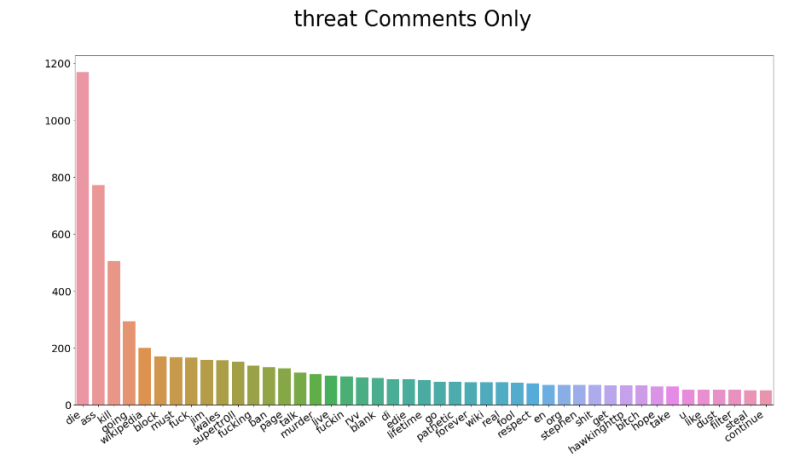 threat Comments Only
1200
1000
800
600
400
200
0
die
ass
kill
going
wikipedia
block
must
fuck
jim
wales
supertroll
fucking
ban
page
talk
murder
live
fuckin
rvv
blank
di
edie
lifetime
go
pathetic
forever
wiki
real
fool
respect
en
org
stephen
shit
get
hawkinghttp
bitch
hope
take
u
like
dust
filter
steal
continue